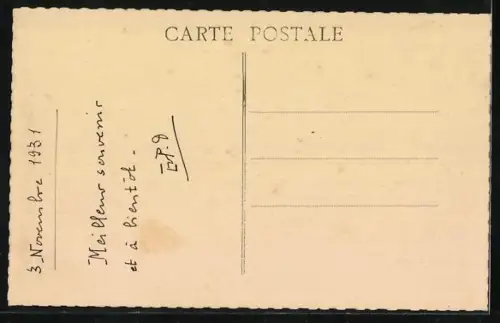 CARTE POSTALE
3 Novembre 1931
Meilleur souvenir
et à bientôt -